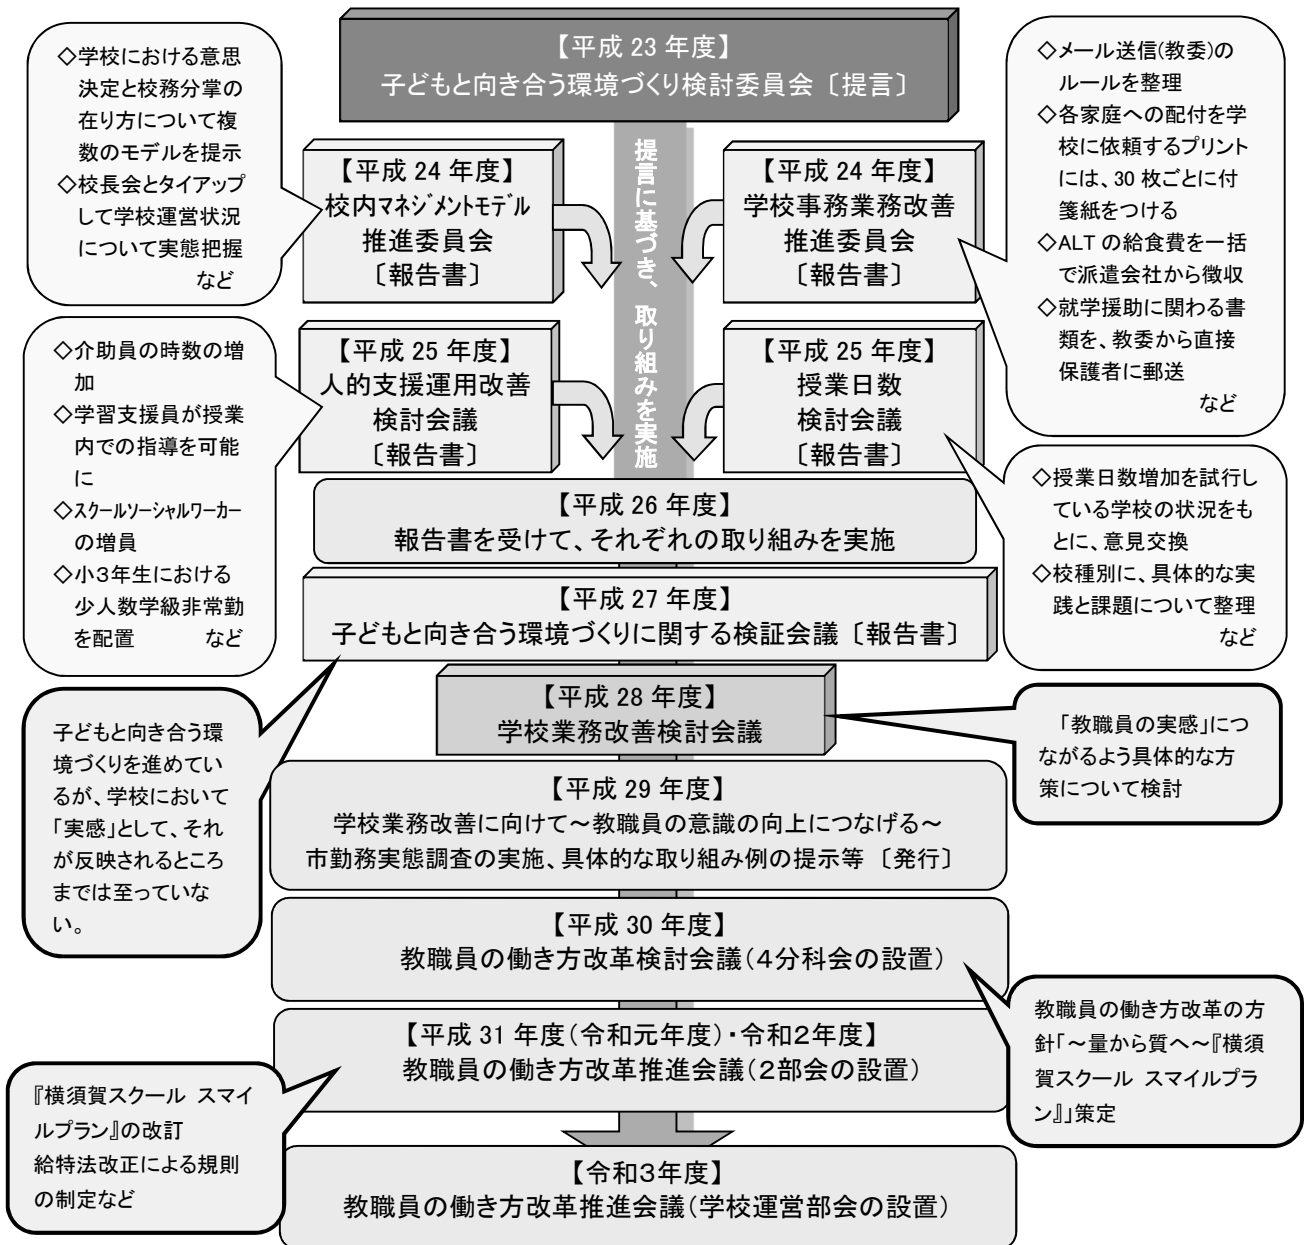 【平成 23 年度】
子どもと向き合う環境づくり検討委員会〔提言〕
◇学校における意思
決定と校務分掌の
在り方について複
数のモデルを提示
◇校長会とタイアップ
して学校運営状況
について実態把握
など
【平成 24 年度】
校内マネジメントモデル
推進委員会
〔報告書〕
提言に基づき、取り組みを実施
【平成 24 年度】
学校事務業務改善
推進委員会
〔報告書〕
◇メール送信(教委)の
ルールを整理
◇各家庭への配付を学
校に依頼するプリント
には、30 枚ごとに付
箋紙をつける
◇ALT の給食費を一括
で派遣会社から徴収
◇就学援助に関わる書
類を、教委から直接
保護者に郵送
など
◇介助員の時数の増
加
◇学習支援員が授業
内での指導を可能
に
◇スクールソーシャルワーカー
の増員
◇小3年生における
少人数学級非常勤
を配置 など
【平成 25 年度】
人的支援運用改善
検討会議
〔報告書〕
【平成 25 年度】
授業日数
検討会議
〔報告書〕
◇授業日数増加を試行し
ている学校の状況をも
とに、意見交換
◇校種別に、具体的な実
践と課題について整理
など
【平成 26 年度】
報告書を受けて、それぞれの取り組みを実施
【平成 27 年度】
子どもと向き合う環境づくりに関する検証会議〔報告書〕
子どもと向き合う環
境づくりを進めてい
るが、学校において
「実感」として、それ
が反映されるところ
までは至っていな
い。
【平成 28 年度】
学校業務改善検討会議
「教職員の実感」につ
ながるよう具体的な方
策について検討
【平成 29 年度】
学校業務改善に向けて～教職員の意識の向上につなげる～
市勤務実態調査の実施、具体的な取り組み例の提示等〔発行〕
【平成 30 年度】
教職員の働き方改革検討会議(4分科会の設置)
教職員の働き方改革の方
針「～量から質へ～『横須
賀スクール スマイルプラ
ン』」策定
【平成 31 年度(令和元年度)・令和2年度】
教職員の働き方改革推進会議(2部会の設置)
『横須賀スクール スマイ
ルプラン』の改訂
給特法改正による規則
の制定など
【令和3年度】
教職員の働き方改革推進会議(学校運営部会の設置)